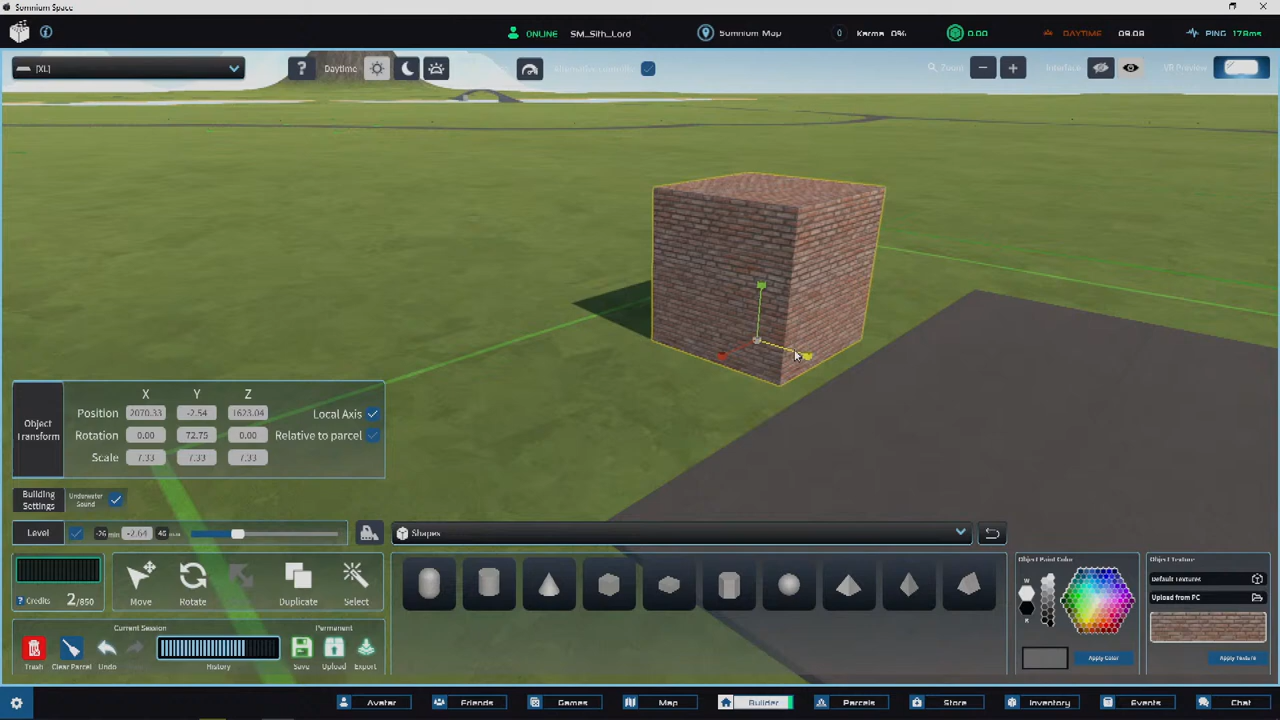 Somnium Space
ONLINE SM_Sith_Lord
Somnium Map
0 Karma 0%
0.00
DAYTIME 09.08
PING 178ms
[XL]
? Daytime
Zoom
Interface
VR Preview
Object Transform
X Y Z
Position 2070.33 -2.54 1623.04 Local Axis
Rotation 0.00 72.75 0.00 Relative to parcel
Scale 7.33 7.33 7.33
Building Settings
Underwater Sound
Level -2.64
Shapes
? Credits 2/850
Move Rotate Duplicate Select
Current Session
Permanent
Trash Clear Parcel Undo History Save Upload Export
Object Paint Color
W
K
Apply Color
Object Texture
Default Textures
Upload from PC
Apply Texture
Avatar Friends Games Map Builder Parcels Store Inventory Events Chat